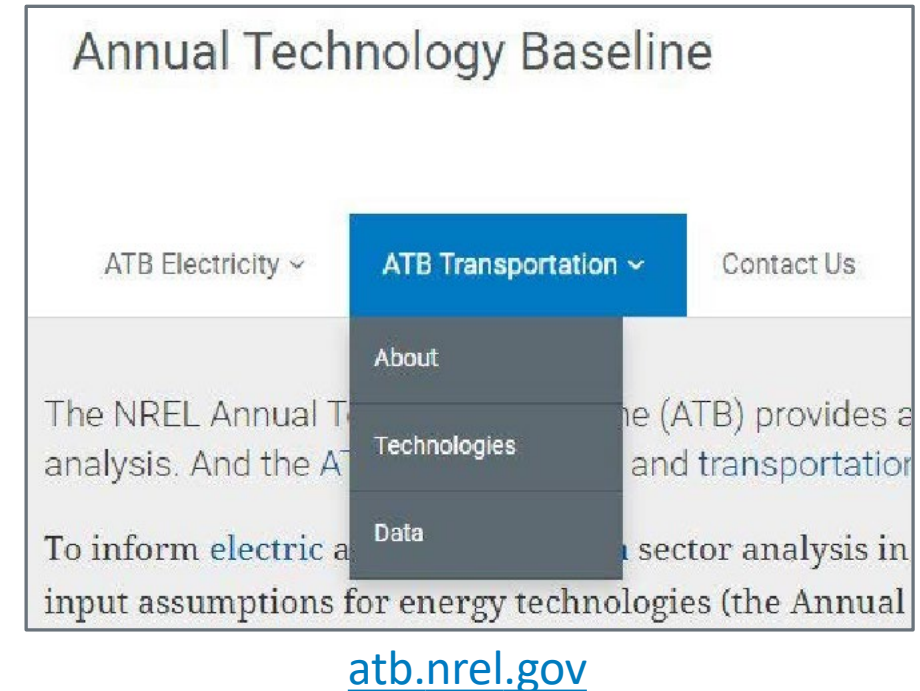 Annual Technology Baseline
ATB Electricity ATB Transportation Contact Us
About
Technologies
Data
The NREL Annual T e (ATB) provides a
analysis. And the AT and transportation
To inform electric a sector analysis in
input assumptions for energy technologies (the Annual
atb.nrel.gov